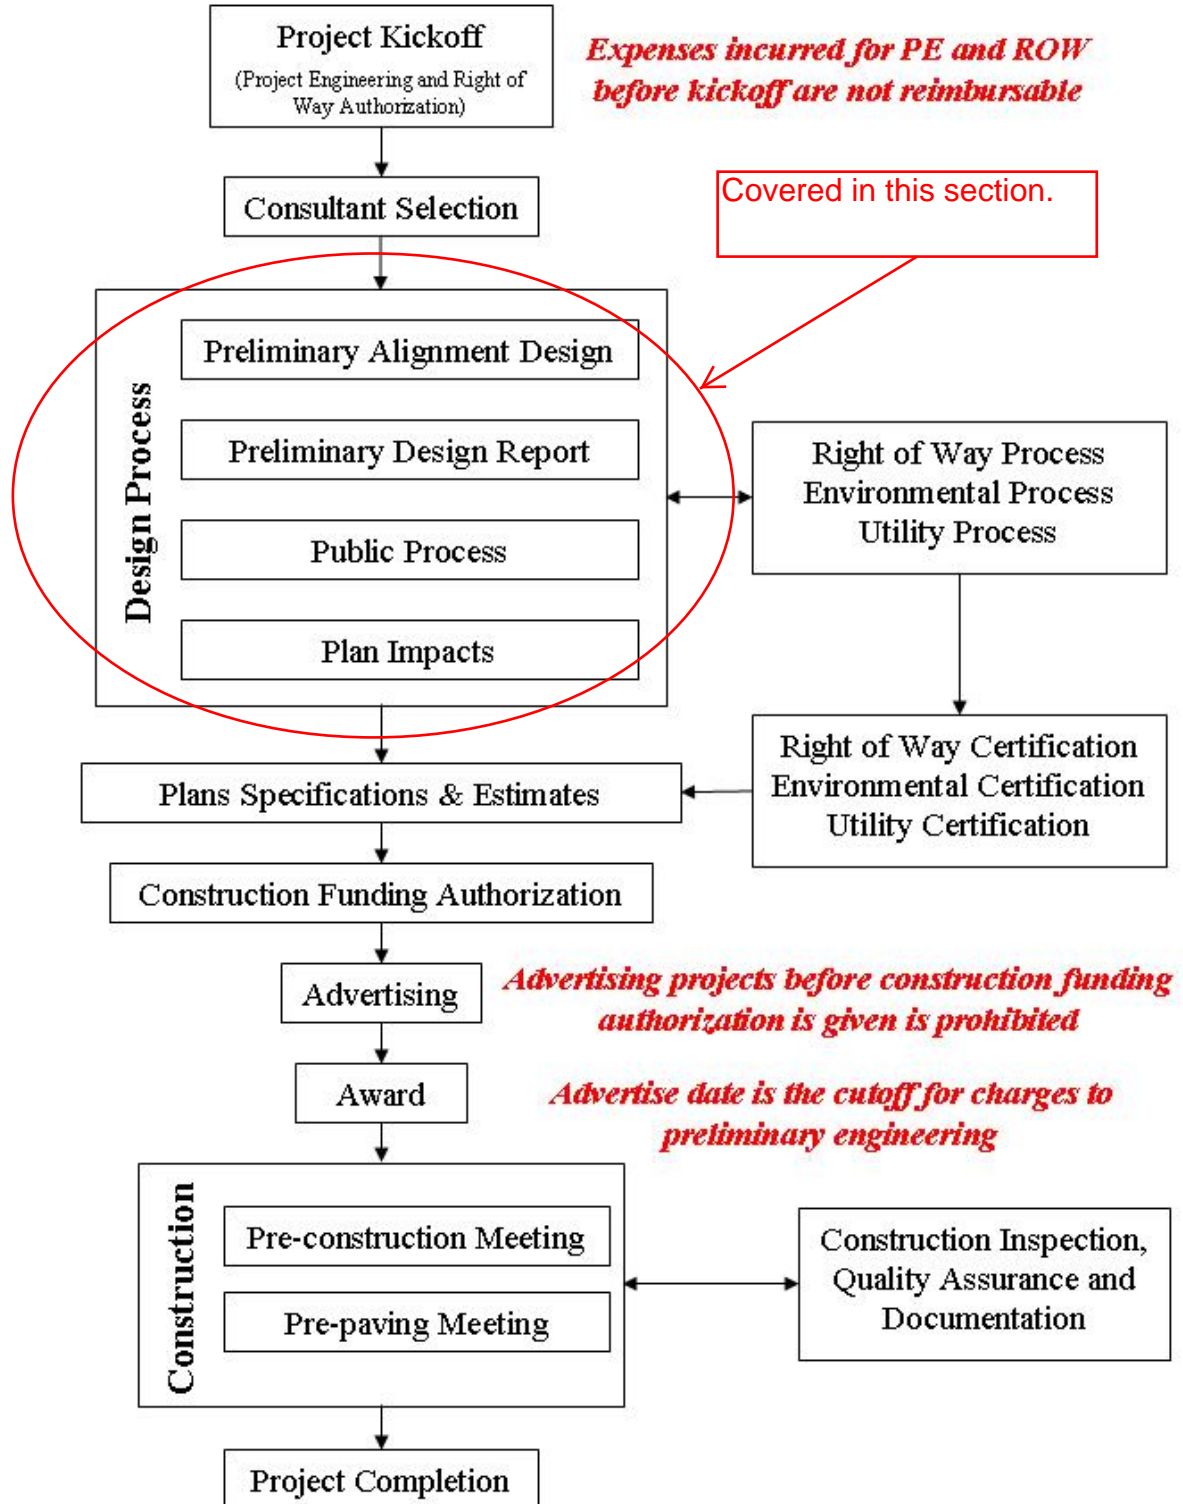 Project Kickoff
(Project Engineering and Right of
Way Authorization)
Expenses incurred for PE and ROW
before kickoff are not reimbursable
Consultant Selection
Covered in this section.
Design Process
Preliminary Alignment Design
Preliminary Design Report
Public Process
Plan Impacts
Right of Way Process
Environmental Process
Utility Process
Right of Way Certification
Environmental Certification
Utility Certification
Plans Specifications & Estimates
Construction Funding Authorization
Advertising
Advertising projects before construction funding
authorization is given is prohibited
Award
Advertise date is the cutoff for charges to
preliminary engineering
Construction
Pre-construction Meeting
Pre-paving Meeting
Construction Inspection,
Quality Assurance and
Documentation
Project Completion